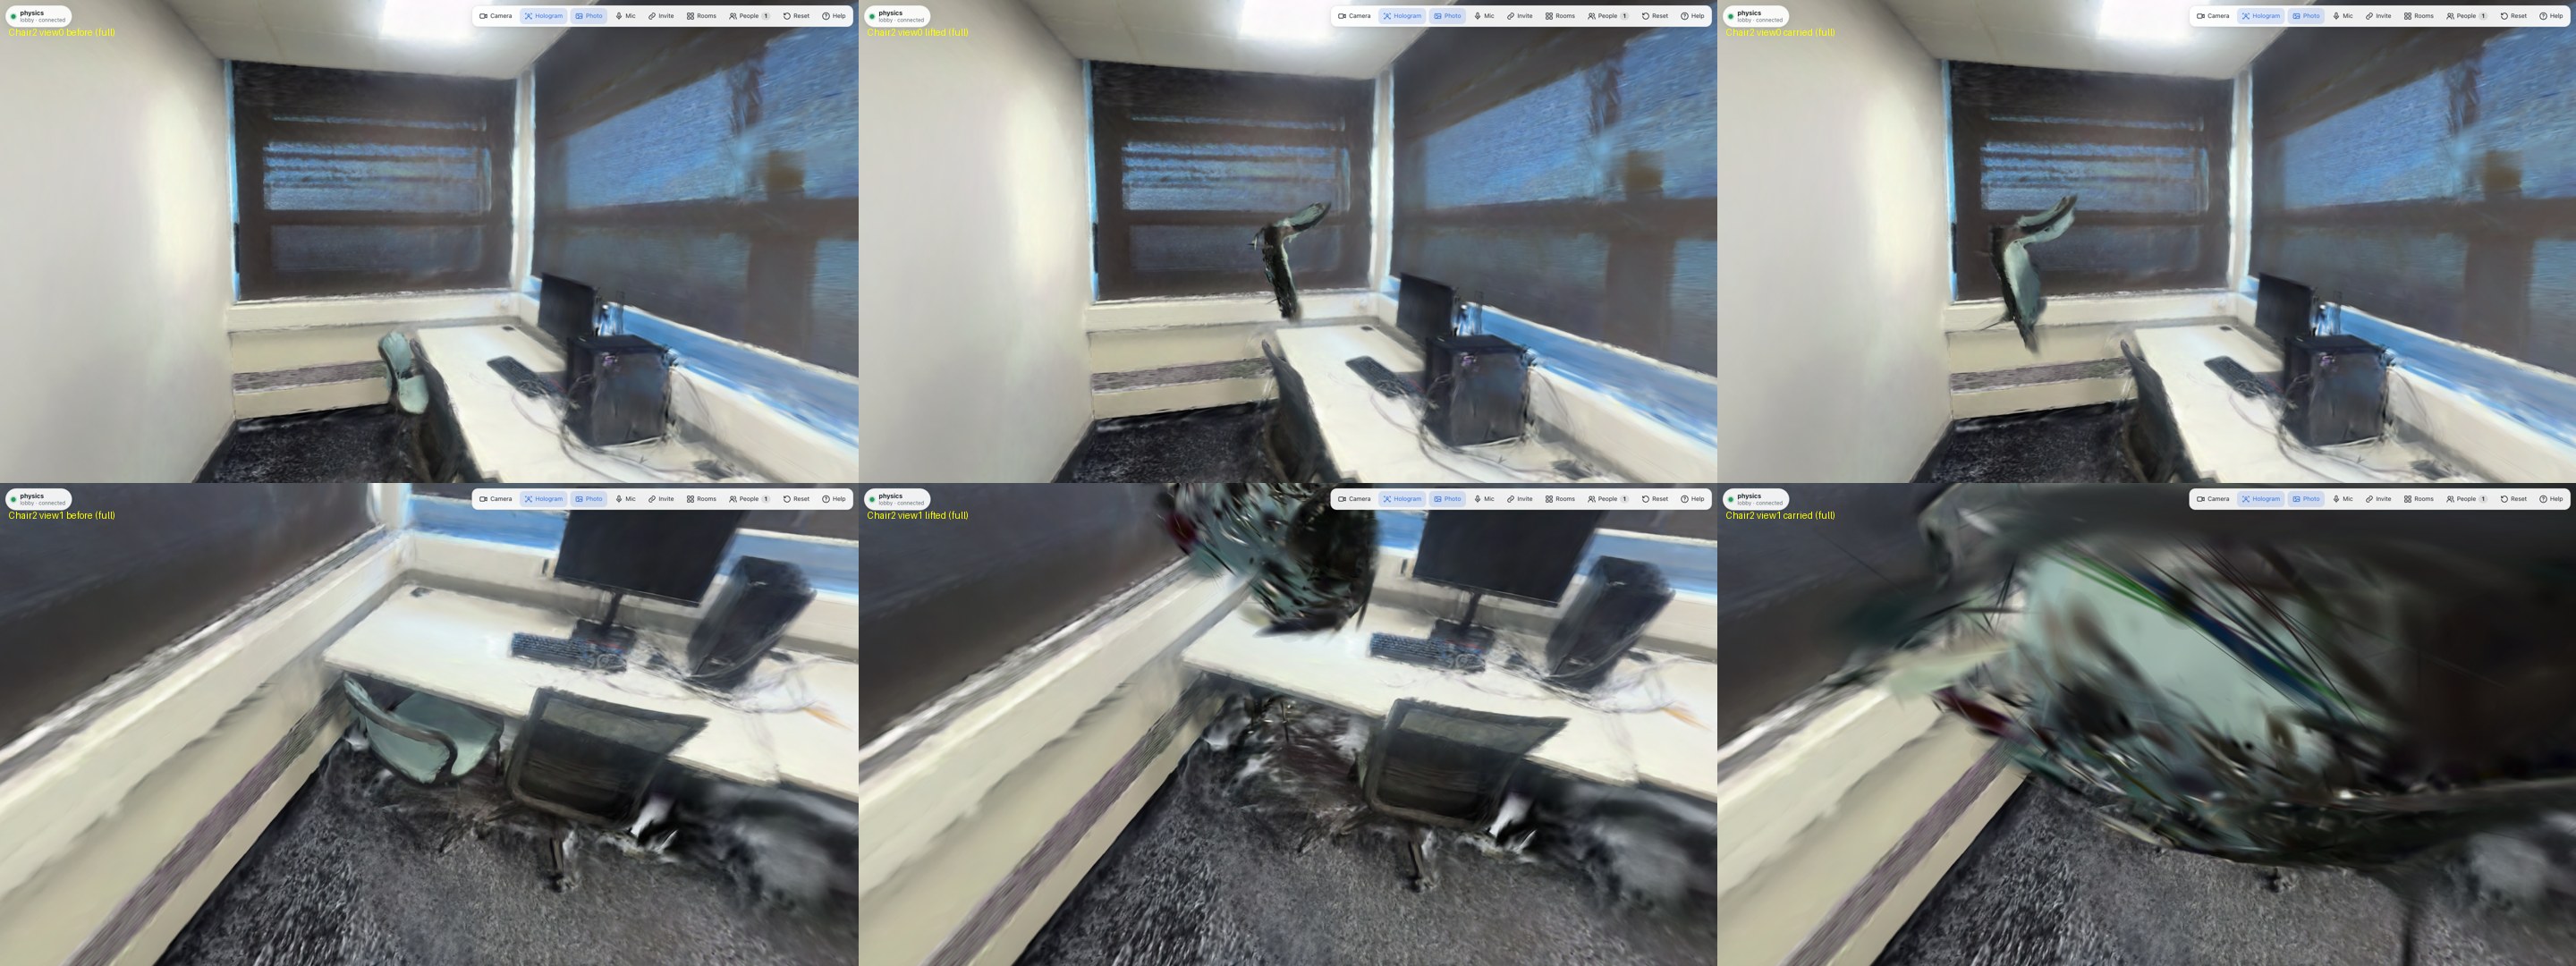 physics
lobby · connected
Camera Hologram Photo Mic Invite Rooms People 1 Reset Help
Chair2 view0 before (full)
physics
lobby · connected
Camera Hologram Photo Mic Invite Rooms People 1 Reset Help
Chair2 view0 lifted (full)
physics
lobby · connected
Camera Hologram Photo Mic Invite Rooms People 1 Reset Help
Chair2 view0 carried (full)
physics
lobby · connected
Camera Hologram Photo Mic Invite Rooms People 1 Reset Help
Chair2 view1 before (full)
physics
lobby · connected
Camera Hologram Photo Mic Invite Rooms People 1 Reset Help
Chair2 view1 lifted (full)
physics
lobby · connected
Camera Hologram Photo Mic Invite Rooms People 1 Reset Help
Chair2 view1 carried (full)